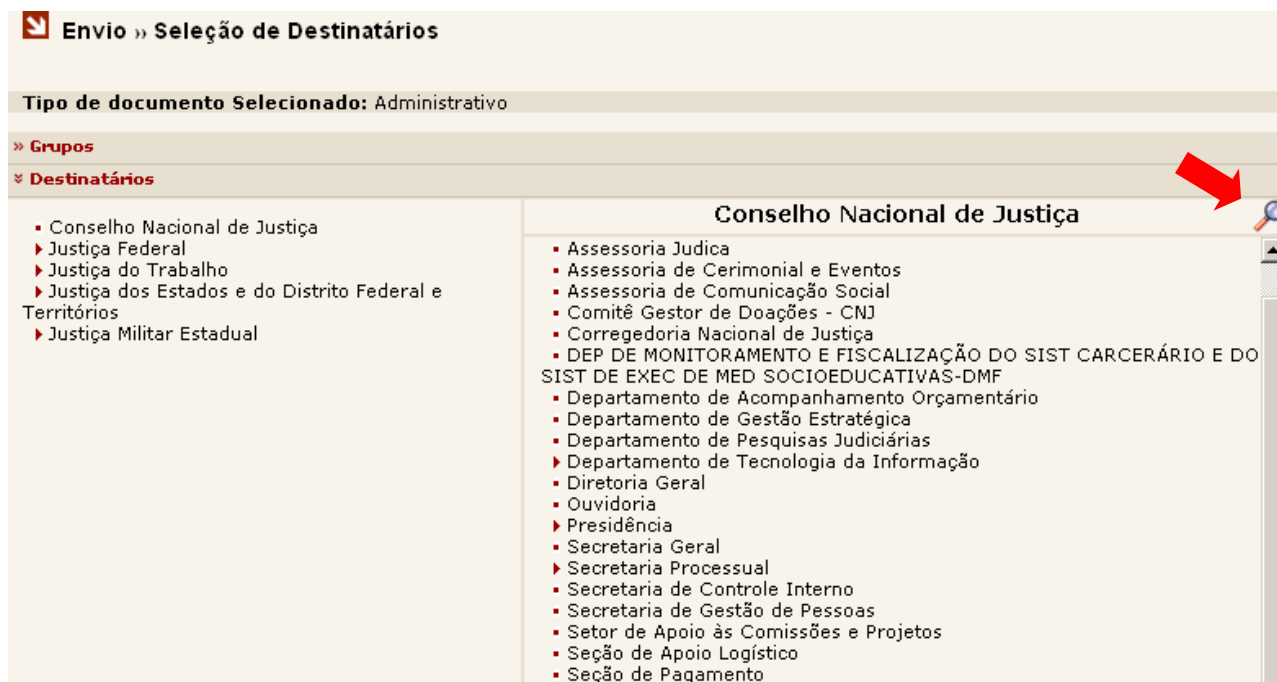 Envio » Seleção de Destinatários
Tipo de documento Selecionado: Administrativo
» Grupos
Destinatários
Conselho Nacional de Justiça
Justiça Federal
Justiça do Trabalho
Justiça dos Estados e do Distrito Federal e
Territórios
Justiça Militar Estadual
Conselho Nacional de Justiça
Assessoria Judica
Assessoria de Cerimonial e Eventos
Assessoria de Comunicação Social
Comitê Gestor de Doações - CNJ
Corregedoria Nacional de Justiça
DEP DE MONITORAMENTO E FISCALIZAÇÃO DO SIST CARCERÁRIO E DO
SIST DE EXEC DE MED SOCIOEDUCATIVAS-DMF
Departamento de Acompanhamento Orçamentário
Departamento de Gestão Estratégica
Departamento de Pesquisas Judiciárias
Departamento de Tecnologia da Informação
Diretoria Geral
Ouvidoria
Presidência
Secretaria Geral
Secretaria Processual
Secretaria de Controle Interno
Secretaria de Gestão de Pessoas
Setor de Apoio às Comissões e Projetos
Seção de Apoio Logístico
Seção de Pagamento